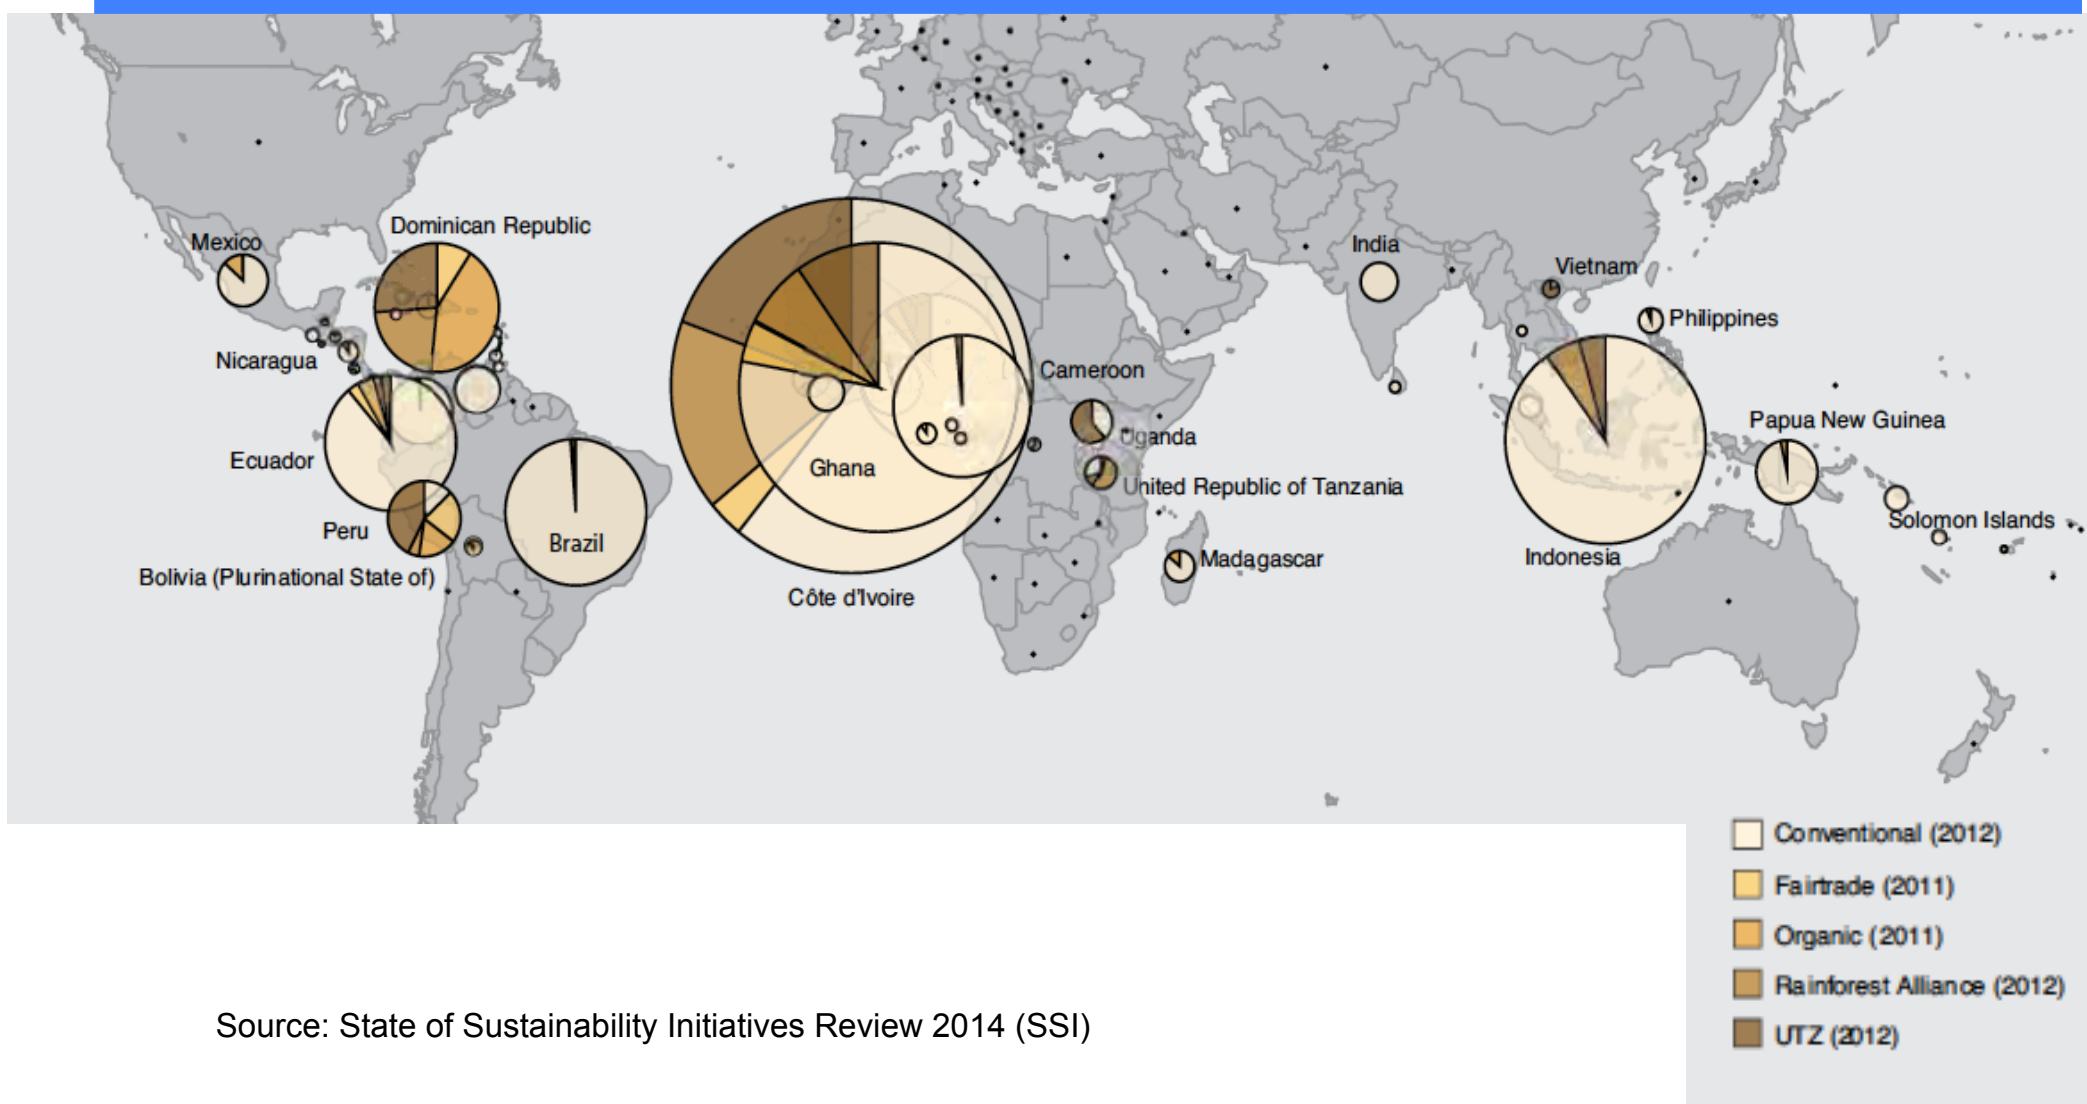 Dominican Republic
Mexico
India
Vietnam
Philippines
Nicaragua
Cameroon
Papua New Guinea
Uganda
Ecuador
Ghana
United Republic of Tanzania
Solomon Islands
Peru
Brazil
Indonesia
Madagascar
Bolivia (Plurinational State of)
Côte d'Ivoire
Conventional (2012)
Fairtrade (2011)
Organic (2011)
Rainforest Alliance (2012)
UTZ (2012)
Source: State of Sustainability Initiatives Review 2014 (SSI)